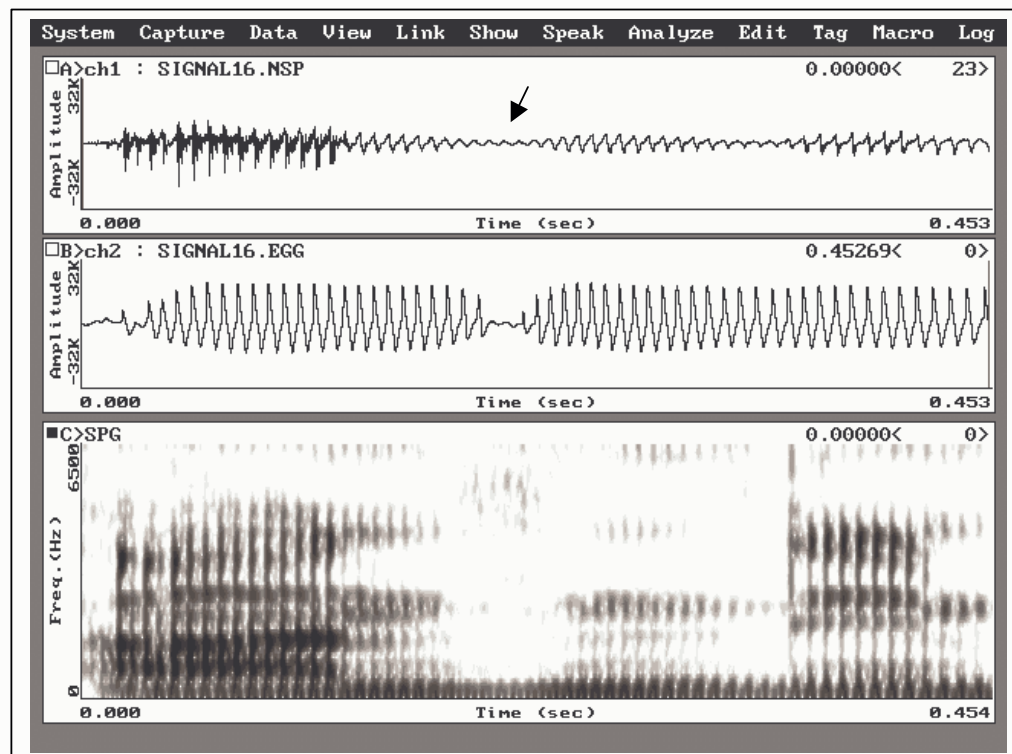 System Capture Data View Link Show Speak Analyze Edit Tag Macro Log
A>ch1 : SIGNAL16.NSP 0.00000< 23>
Amplitude
-32K 32K
0.000 Time (sec) 0.453
B>ch2 : SIGNAL16.EGG 0.45269< 0>
Amplitude
-32K 32K
0.000 Time (sec) 0.453
C>SPG 0.00000< 0>
Freq.(Hz)
0 6500
0.000 Time (sec) 0.454